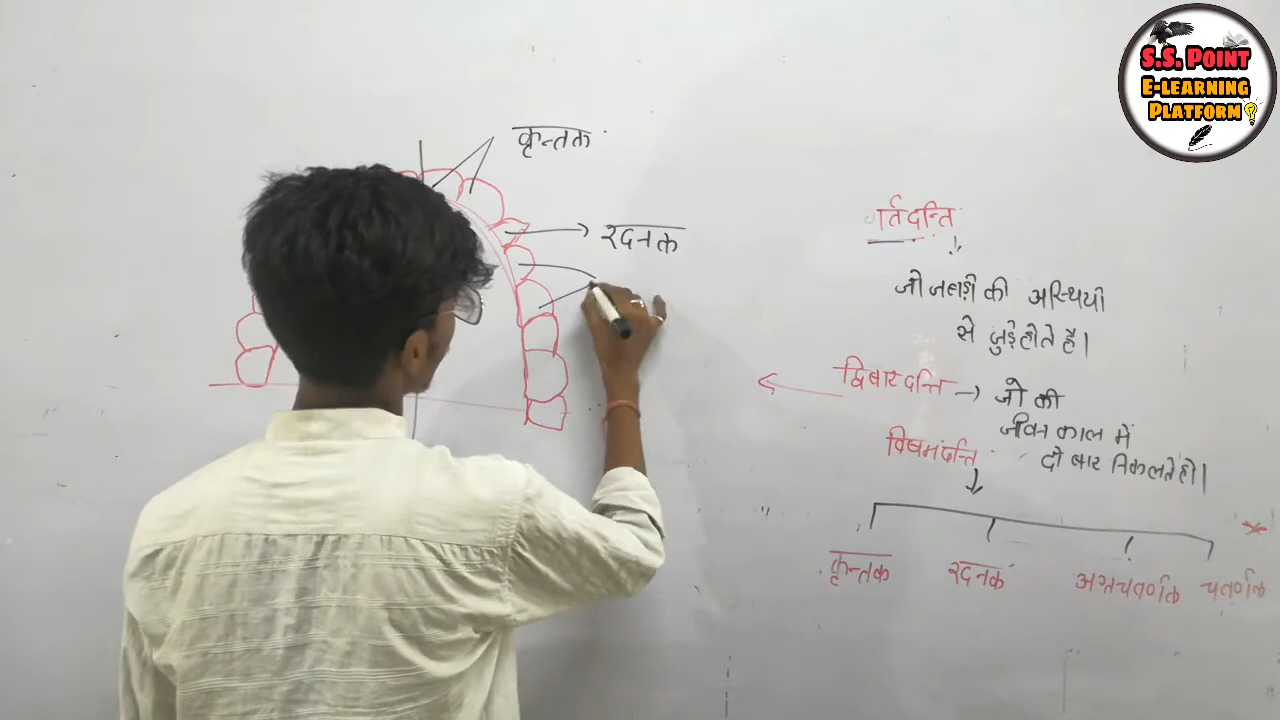 S.S. POINT
E-LEARNING
PLATFORM
कृन्तक
रदनक
गर्तदन्ति
जो जबड़े की अस्थियों
से जुड़े होते है।
द्विबारदन्ति → जो की
जीवन काल में
दो बार निकलते हो।
विषमदन्ति
कृन्तक रदनक अग्रचवर्णक चवर्णक